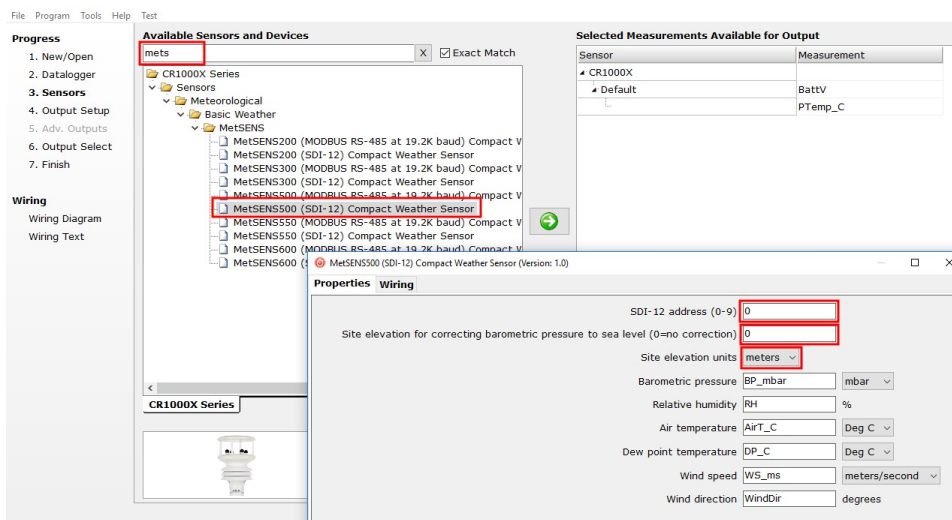 File Program Tools Help Test
Progress
1. New/Open
2. Datalogger
3. Sensors
4. Output Setup
5. Adv. Outputs
6. Output Select
7. Finish
Wiring
Wiring Diagram
Wiring Text
Available Sensors and Devices
mets X Exact Match
CR1000X Series
Sensors
Meteorological
Basic Weather
MetSENS
MetSENS200 (MODBUS RS-485 at 19.2K baud) Compact W
MetSENS200 (SDI-12) Compact Weather Sensor
MetSENS300 (MODBUS RS-485 at 19.2K baud) Compact W
MetSENS300 (SDI-12) Compact Weather Sensor
MetSENS500 (MODBUS RS-485 at 19.2K baud) Compact W
MetSENS500 (SDI-12) Compact Weather Sensor
MetSENS550 (MODBUS RS-485 at 19.2K baud) Compact W
MetSENS550 (SDI-12) Compact Weather Sensor
MetSENS600 (MODBUS RS-485 at 19.2K baud) Compact W
MetSENS600 (
CR1000X Series
Selected Measurements Available for Output
Sensor Measurement
CR1000X
Default BattV
PTemp_C
MetSENS500 (SDI-12) Compact Weather Sensor (Version: 1.0)
Properties Wiring
SDI-12 address (0-9) 0
Site elevation for correcting barometric pressure to sea level (0=no correction) 0
Site elevation units meters
Barometric pressure BP_mbar mbar
Relative humidity RH %
Air temperature AirT_C Deg C
Dew point temperature DP_C Deg C
Wind speed WS_ms meters/second
Wind direction WindDir degrees